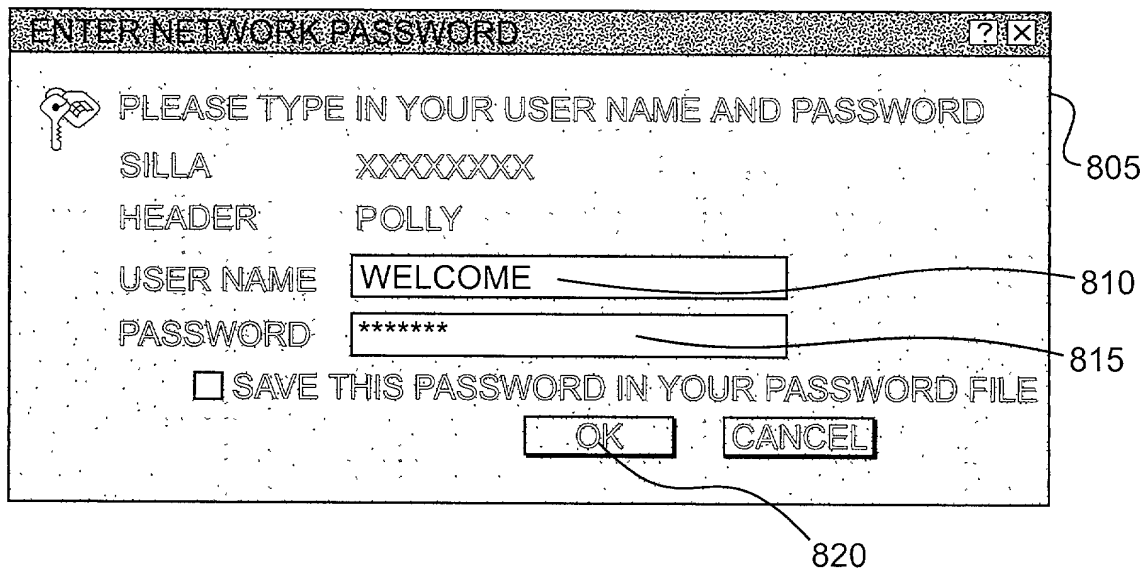 ENTER NETWORK PASSWORD ? X
PLEASE TYPE IN YOUR USER NAME AND PASSWORD
805
SILLA XXXXXXXX
HEADER POLLY
USER NAME WELCOME
810
PASSWORD *******
815
SAVE THIS PASSWORD IN YOUR PASSWORD FILE
OK CANCEL
820